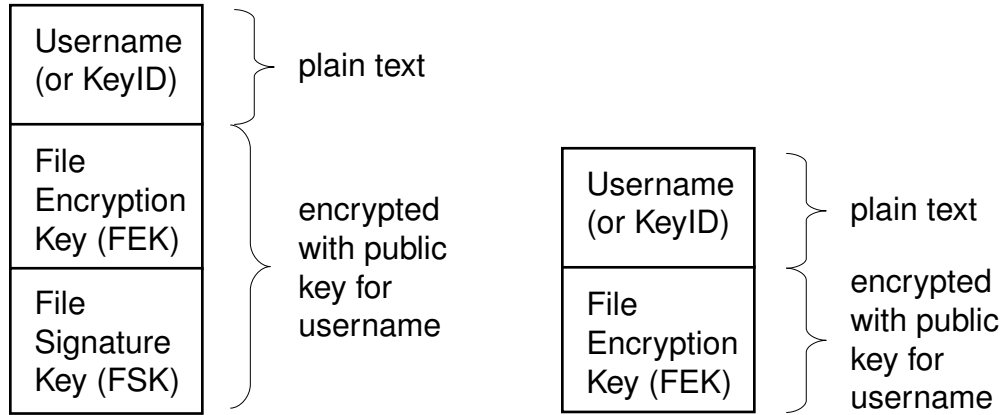 Username
(or KeyID)
plain text
File
Encryption
Key (FEK)
File
Signature
Key (FSK)
encrypted
with public
key for
username
Username
(or KeyID)
plain text
File
Encryption
Key (FEK)
encrypted
with public
key for
username